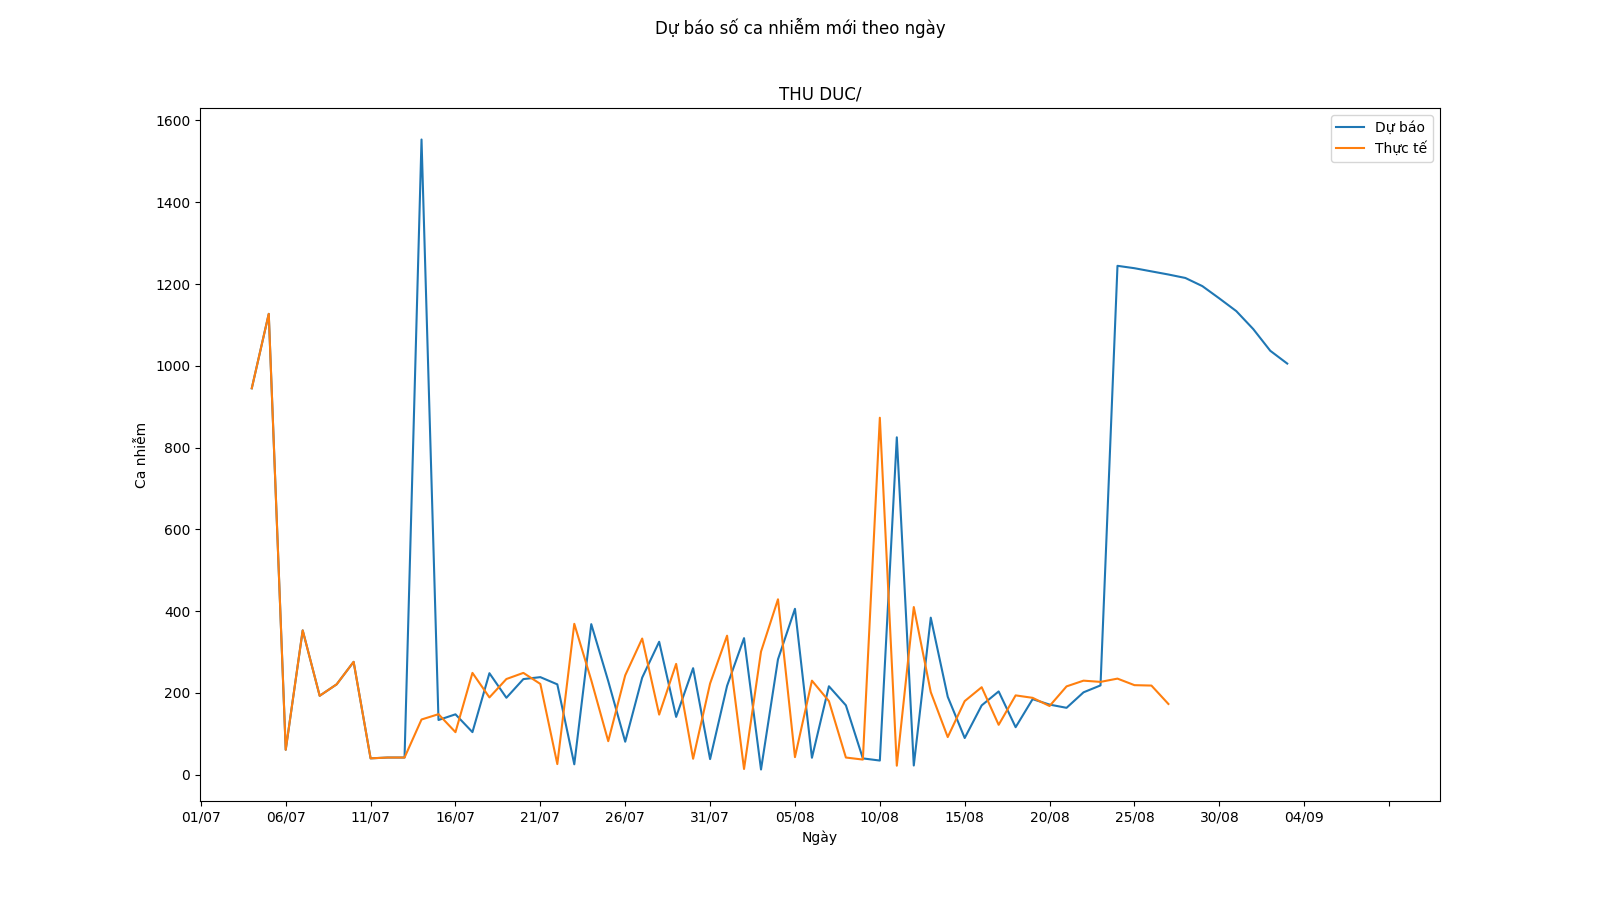 Dự báo số ca nhiễm mới theo ngày
THU DUC/
Dự báo
Thực tế
1600
1400
1200
1000
800
600
400
200
0
Ca nhiễm
01/07 06/07 11/07 16/07 21/07 26/07 31/07 05/08 10/08 15/08 20/08 25/08 30/08 04/09
Ngày